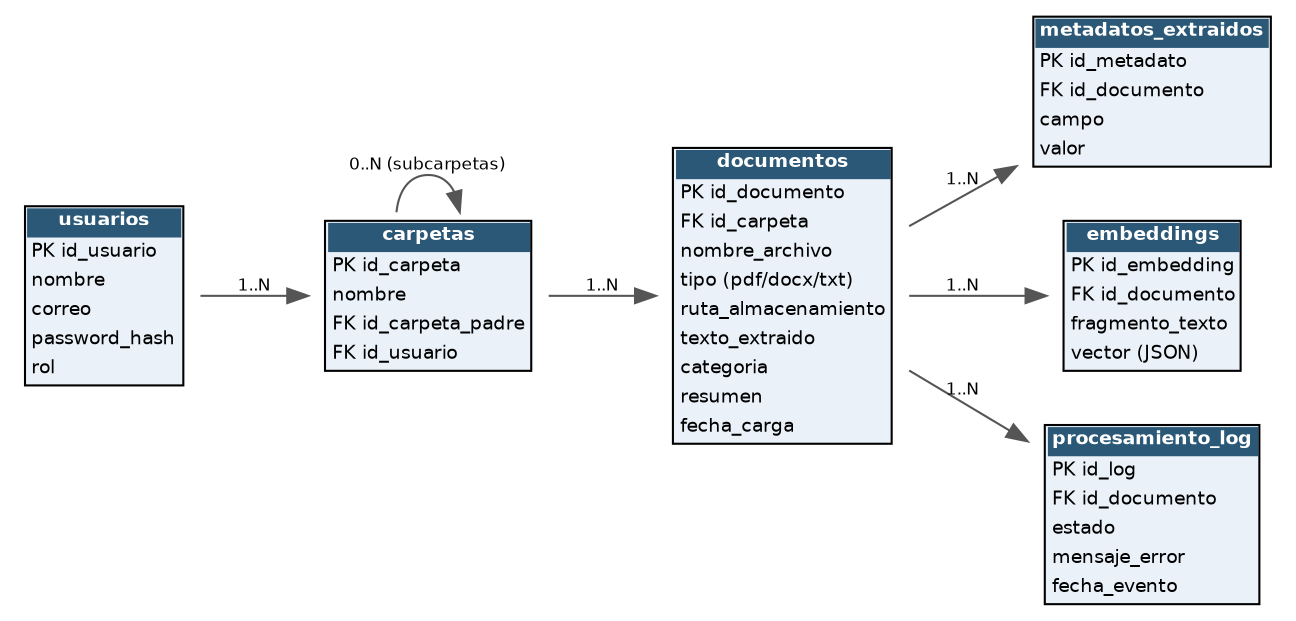 usuarios
PK id_usuario
nombre
correo
password_hash
rol
1..N
0..N (subcarpetas)
carpetas
PK id_carpeta
nombre
FK id_carpeta_padre
FK id_usuario
1..N
documentos
PK id_documento
FK id_carpeta
nombre_archivo
tipo (pdf/docx/txt)
ruta_almacenamiento
texto_extraido
categoria
resumen
fecha_carga
1..N
metadatos_extraidos
PK id_metadato
FK id_documento
campo
valor
1..N
embeddings
PK id_embedding
FK id_documento
fragmento_texto
vector (JSON)
1..N
procesamiento_log
PK id_log
FK id_documento
estado
mensaje_error
fecha_evento